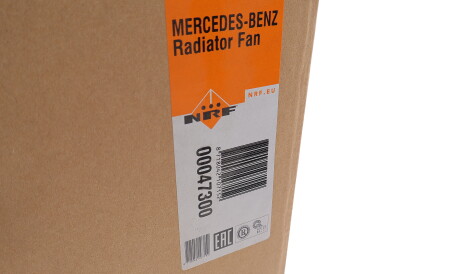 MERCEDES-BENZ
Radiator Fan
NRF.EU
NRF
00047300
EAC